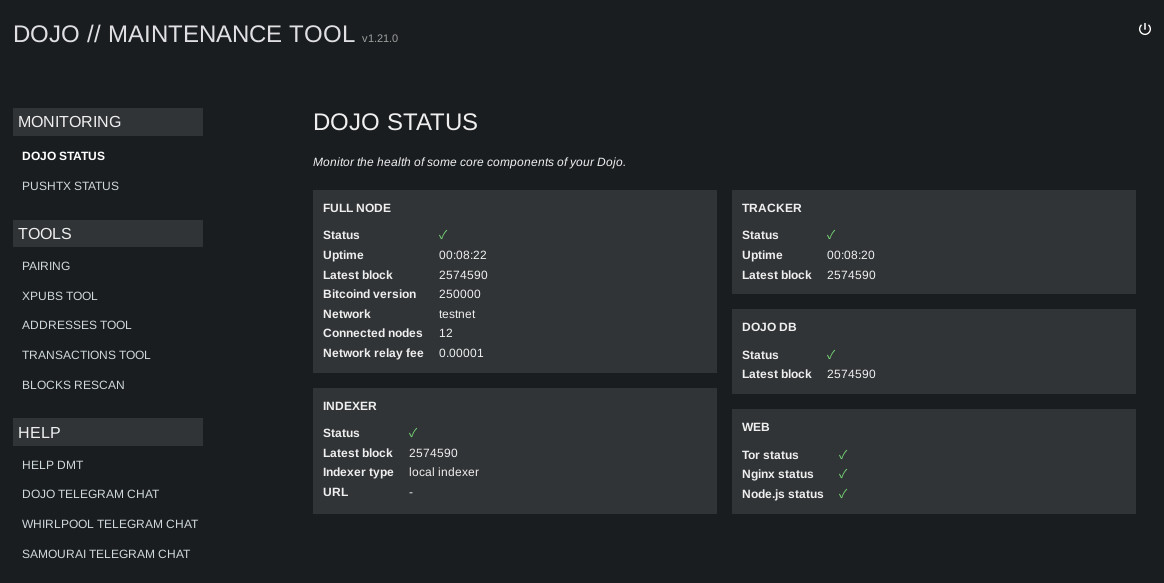 DOJO // MAINTENANCE TOOL v1.21.0
MONITORING
DOJO STATUS
PUSHTX STATUS
TOOLS
PAIRING
XPUBS TOOL
ADDRESSES TOOL
TRANSACTIONS TOOL
BLOCKS RESCAN
HELP
HELP DMT
DOJO TELEGRAM CHAT
WHIRLPOOL TELEGRAM CHAT
SAMOURAI TELEGRAM CHAT
DOJO STATUS
Monitor the health of some core components of your Dojo.
FULL NODE
Status ✓
Uptime 00:08:22
Latest block 2574590
Bitcoind version 250000
Network testnet
Connected nodes 12
Network relay fee 0.00001
INDEXER
Status ✓
Latest block 2574590
Indexer type local indexer
URL -
TRACKER
Status ✓
Uptime 00:08:20
Latest block 2574590
DOJO DB
Status ✓
Latest block 2574590
WEB
Tor status ✓
Nginx status ✓
Node.js status ✓